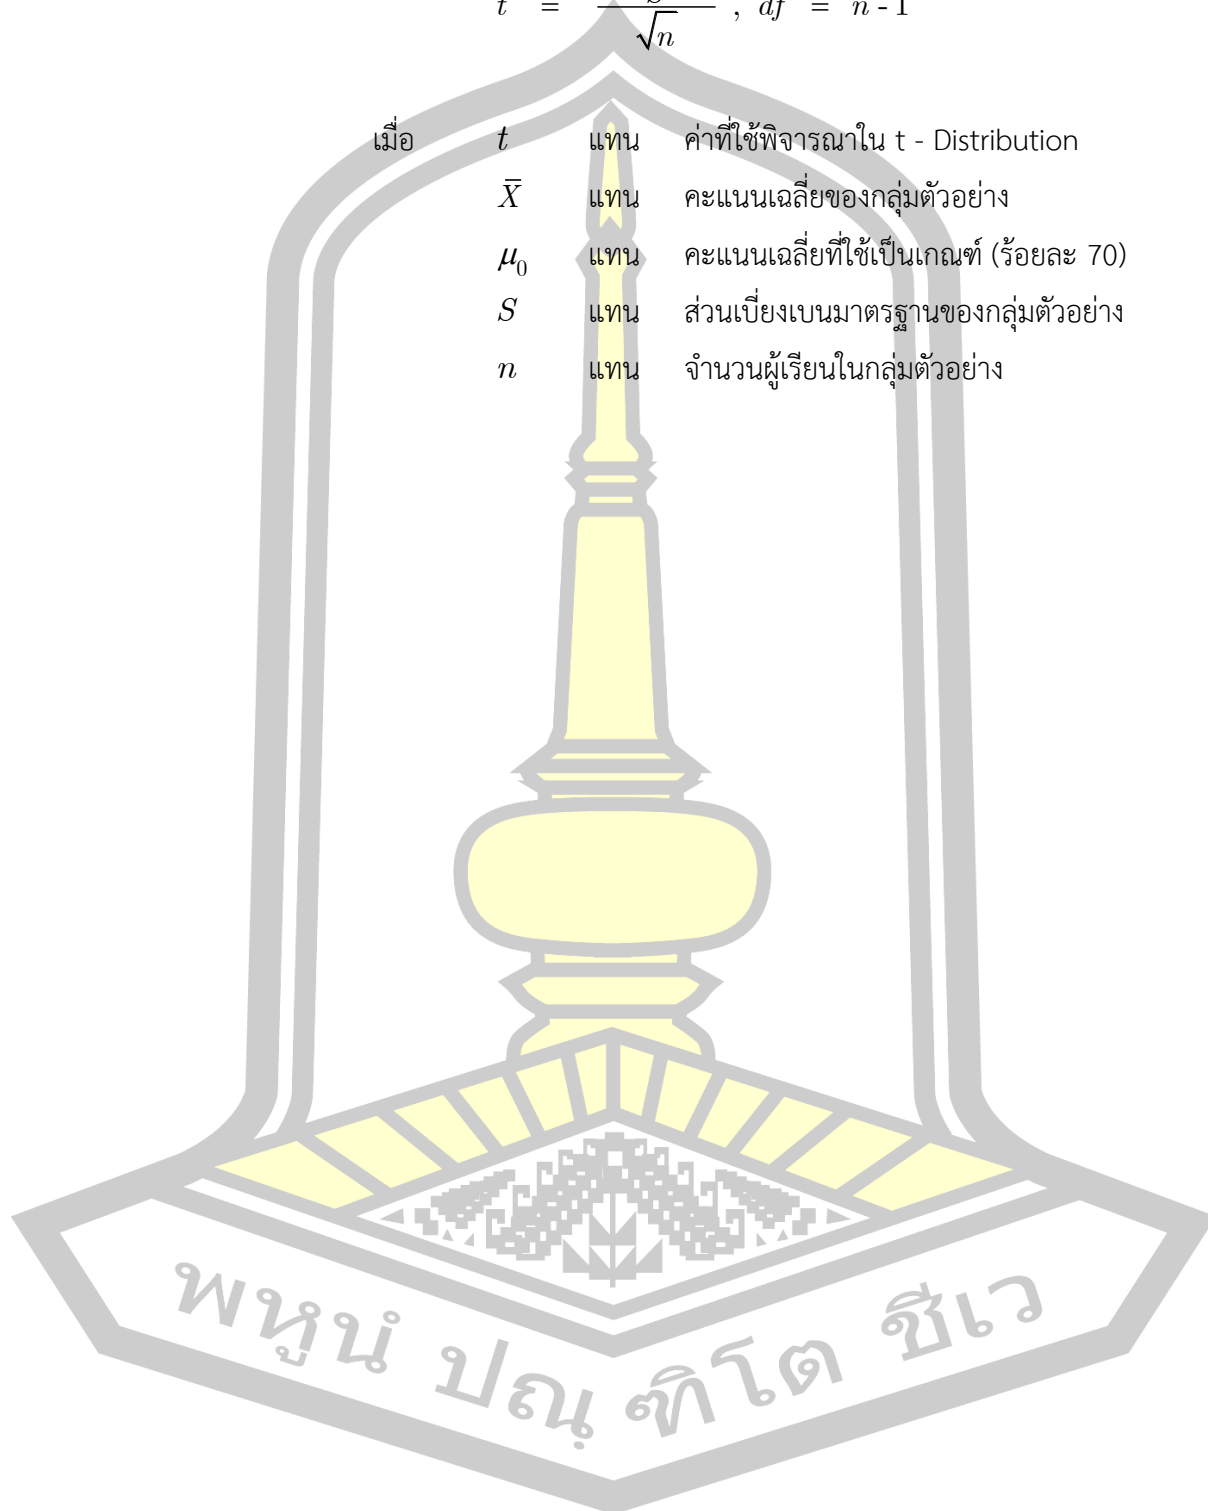 t = S/√n , df = n - 1
เมื่อ t แทน ค่าที่ใช้พิจารณาใน t - Distribution
X̄ แทน คะแนนเฉลี่ยของกลุ่มตัวอย่าง
μ₀ แทน คะแนนเฉลี่ยที่ใช้เป็นเกณฑ์ (ร้อยละ 70)
S แทน ส่วนเบี่ยงเบนมาตรฐานของกลุ่มตัวอย่าง
n แทน จำนวนผู้เรียนในกลุ่มตัวอย่าง
พหูนํ ปณฺ ฑิโต ชีเว